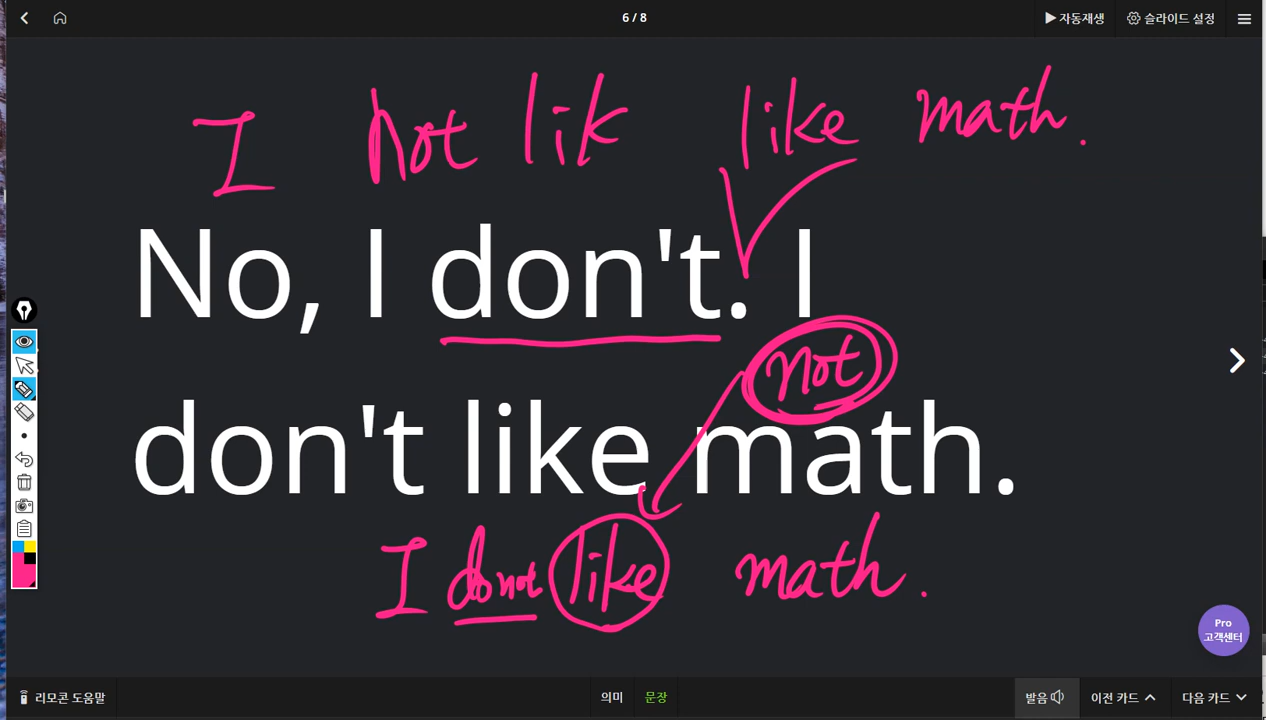 6 / 8
자동재생
슬라이드 설정
I not lik like math.
No, I don't. I
not
don't like math.
I do not like math.
Pro
고객센터
리모콘 도움말
의미
문장
발음
이전 카드
다음 카드